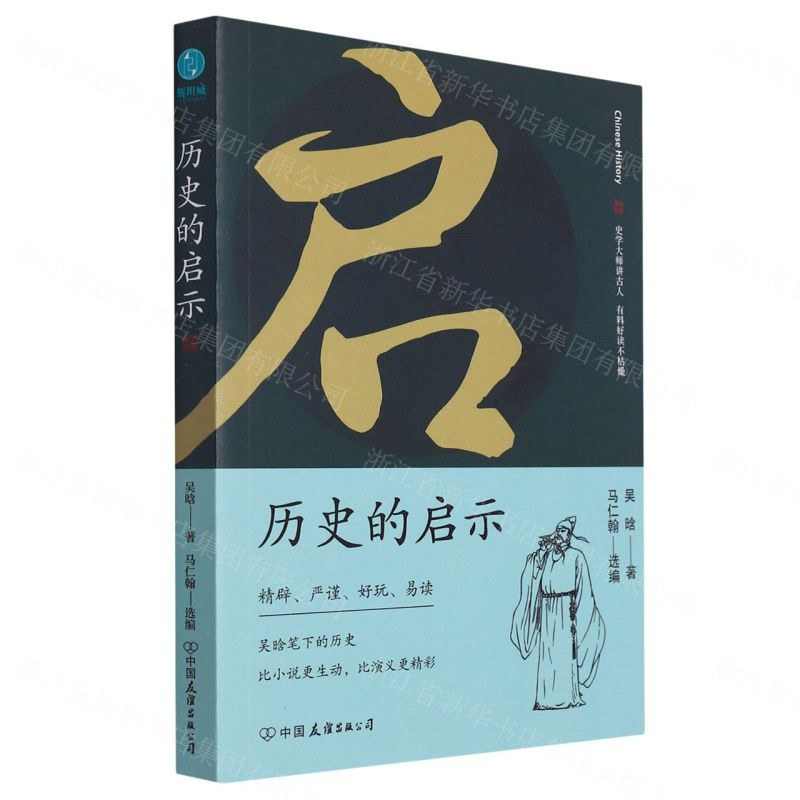 启
Chinese History
史学大师讲古人 有料好读不枯燥
历史的启示
精辟、严谨、好玩、易读
吴晗笔下的历史
比小说更生动，比演义更精彩
中国友谊出版公司
吴晗——著
马仁翰——选编
历史的启示
吴晗——著 马仁翰——选编
中国友谊出版公司
浙江省新华书店集团有限公司